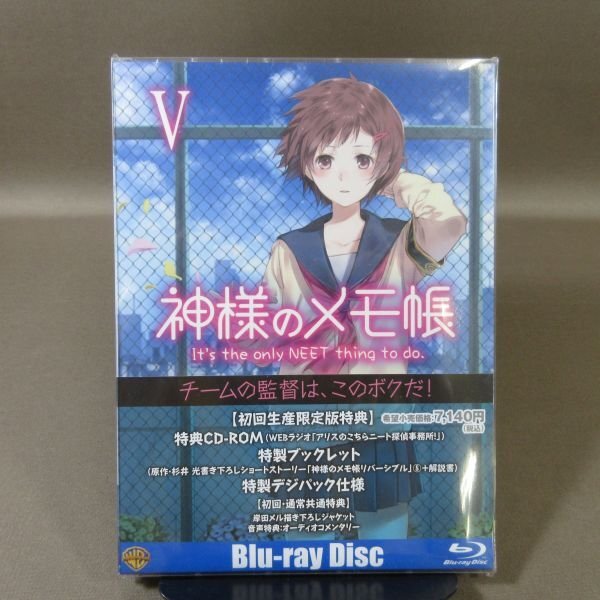 V
神様のメモ帳
It's the only NEET thing to do.
チームの監督は、このボクだ!
【初回生産限定版特典】 希望小売価格:7,140円(税込)
特典CD-ROM(WEBラジオ「アリスのこちらニート探偵事務所!」)
特製ブックレット
(原作・杉井 光書き下ろしショートストーリー「神様のメモ帳リバーシブル」⑤+解説書)
特製デジパック仕様
【初回・通常共通特典】
岸田メル描き下ろしジャケット
音声特典:オーディオコメンタリー
Blu-ray Disc
Blu-ray Disc